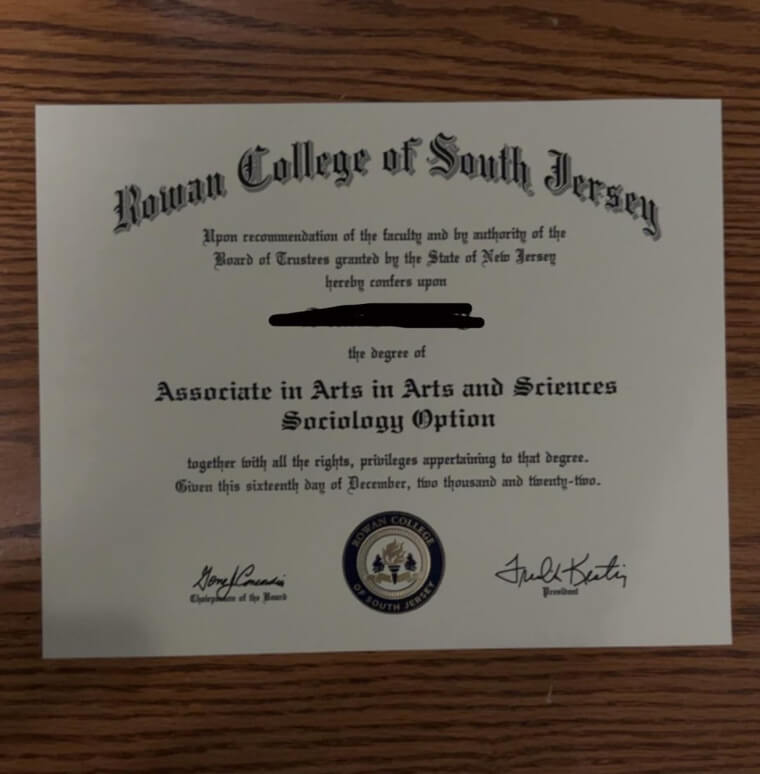 Rowan College of South Jersey
Upon recommendation of the faculty and by authority of the
Board of Trustees granted by the State of New Jersey
hereby confers upon
the degree of
Associate in Arts in Arts and Sciences
Sociology Option
together with all the rights, privileges appertaining to that degree.
Given this sixteenth day of December, two thousand and twenty-two.
Chairperson of the Board
ROWAN COLLEGE
OF SOUTH JERSEY
President